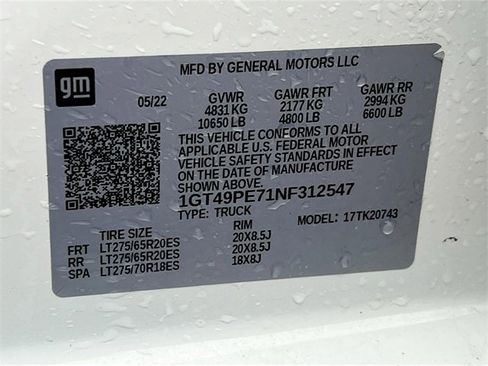 MFD BY GENERAL MOTORS LLC
gm
05/22 GVWR GAWR FRT GAWR RR
4831 KG 2177 KG 2994 KG
10650 LB 4800 LB 6600 LB
THIS VEHICLE CONFORMS TO ALL
APPLICABLE U.S. FEDERAL MOTOR
VEHICLE SAFETY STANDARDS IN EFFECT
ON THE DATE OF MANUFACTURE SHOWN ABOVE.
1GT49PE71NF312547
TYPE: TRUCK MODEL: 17TK20743
TIRE SIZE RIM
FRT LT275/65R20ES 20X8.5J
RR LT275/65R20ES 20X8.5J
SPA LT275/70R18ES 18X8J